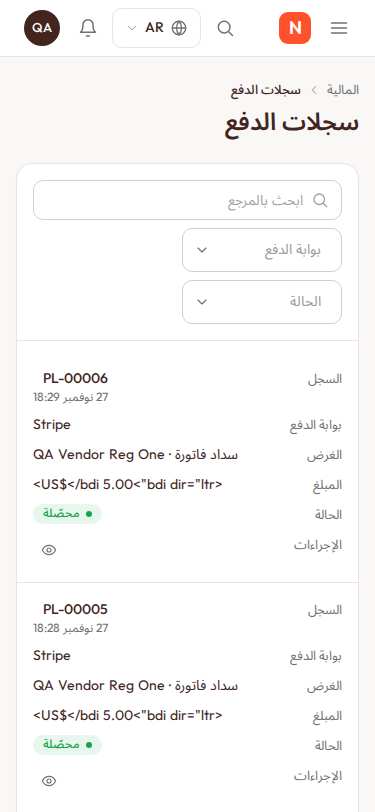 N
AR
QA
المالية > سجلات الدفع
سجلات الدفع
ابحث بالمرجع
بوابة الدفع
الحالة
السجل PL-00006
27 نوفمبر 18:29
بوابة الدفع Stripe
الغرض سداد فاتورة · QA Vendor Reg One
المبلغ <bdi dir="ltr">5.00 US$</bdi>
الحالة محصّلة
الإجراءات
السجل PL-00005
27 نوفمبر 18:28
بوابة الدفع Stripe
الغرض سداد فاتورة · QA Vendor Reg One
المبلغ <bdi dir="ltr">5.00 US$</bdi>
الحالة محصّلة
الإجراءات